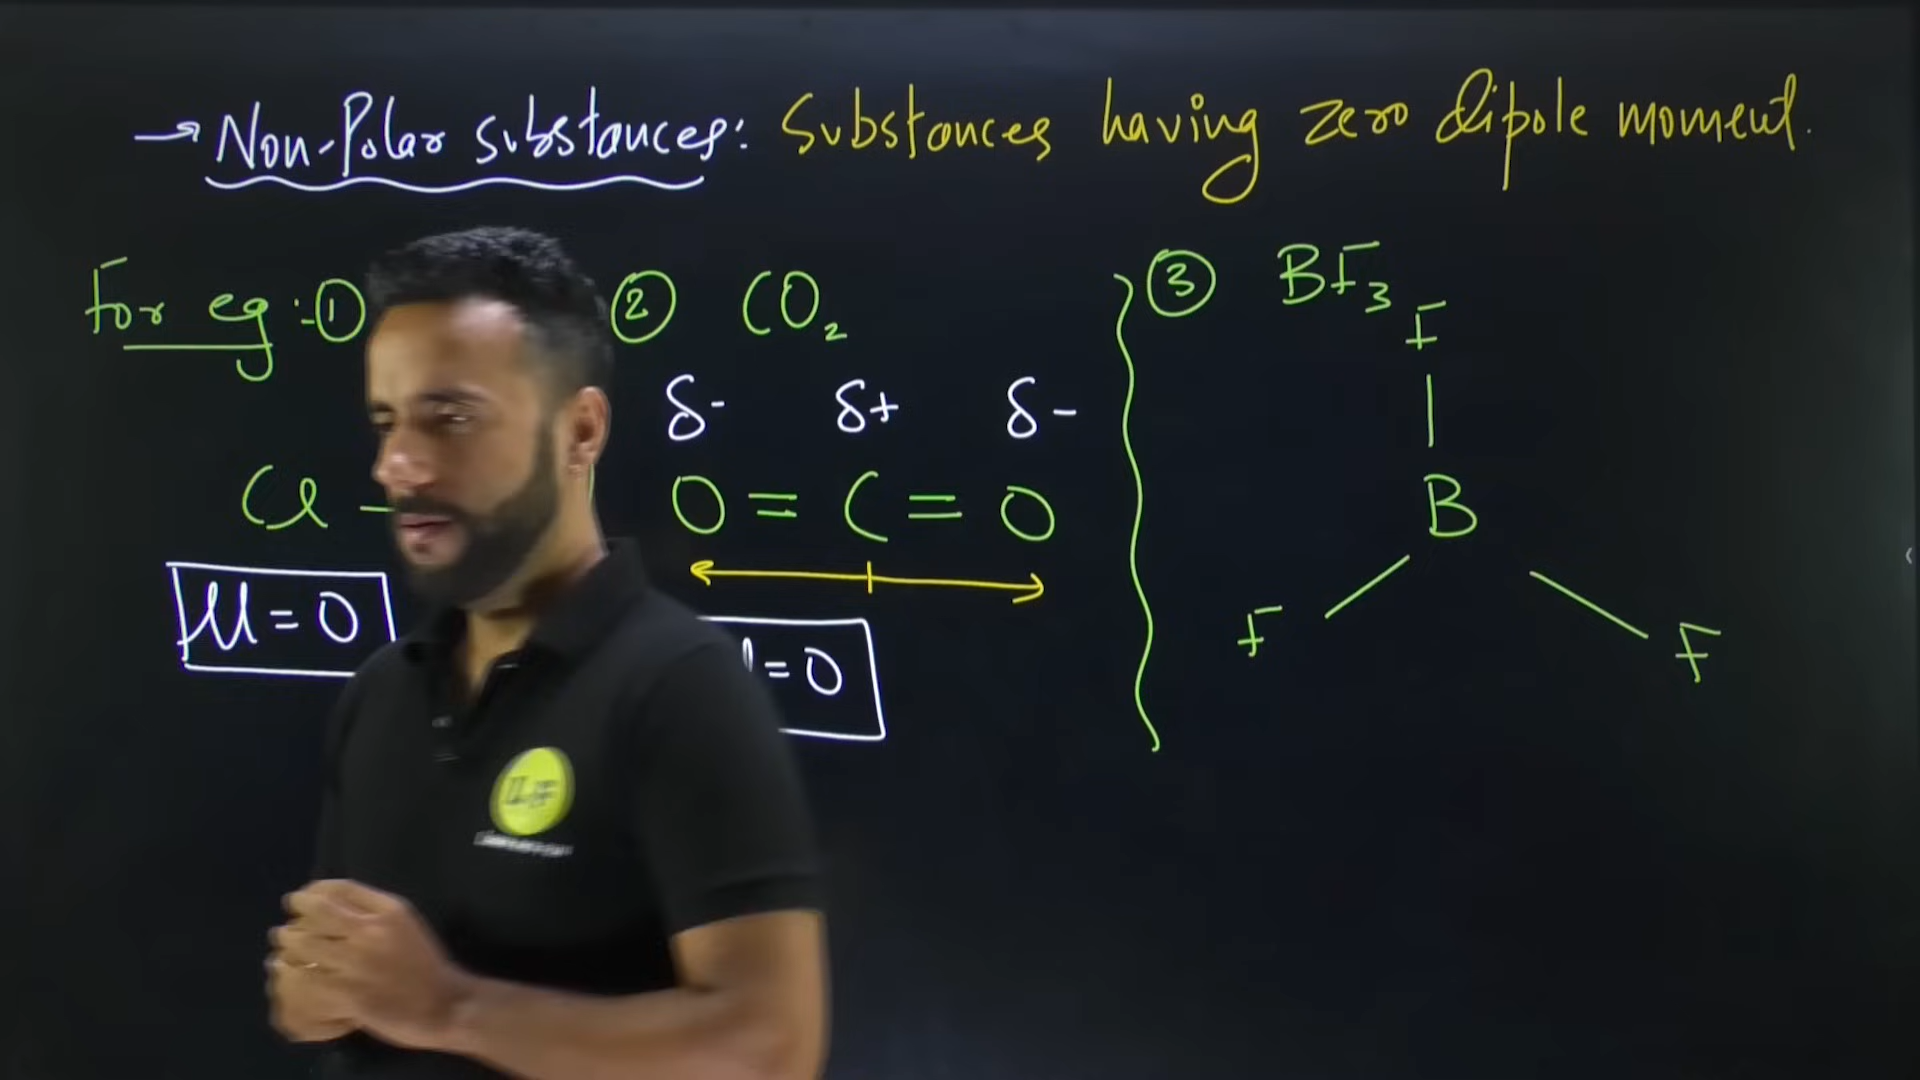 → Non-Polar substances: Substances having zero dipole moment.
For eg :- ① ② CO₂
δ- δ+ δ-
Cl - O = C = O
μ = 0
= 0
③ BF₃
F
B
F F